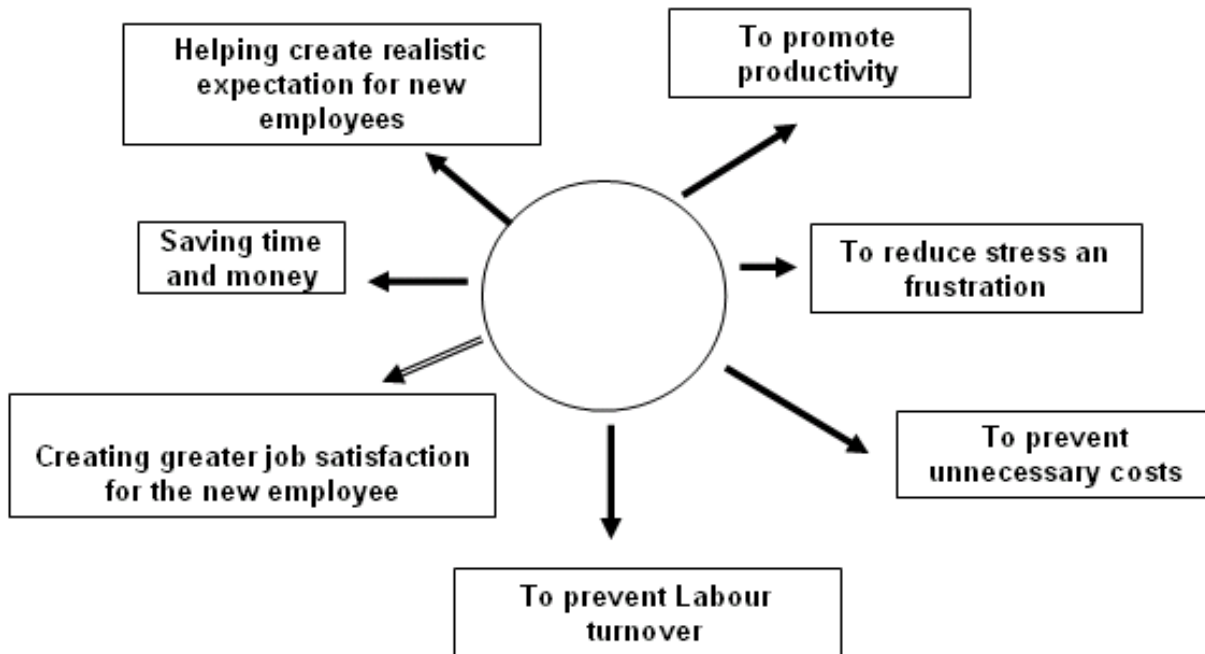 Helping create realistic
expectation for new
employees
To promote
productivity
Saving time
and money
To reduce stress an
frustration
Creating greater job satisfaction
for the new employee
To prevent
unnecessary costs
To prevent Labour
turnover